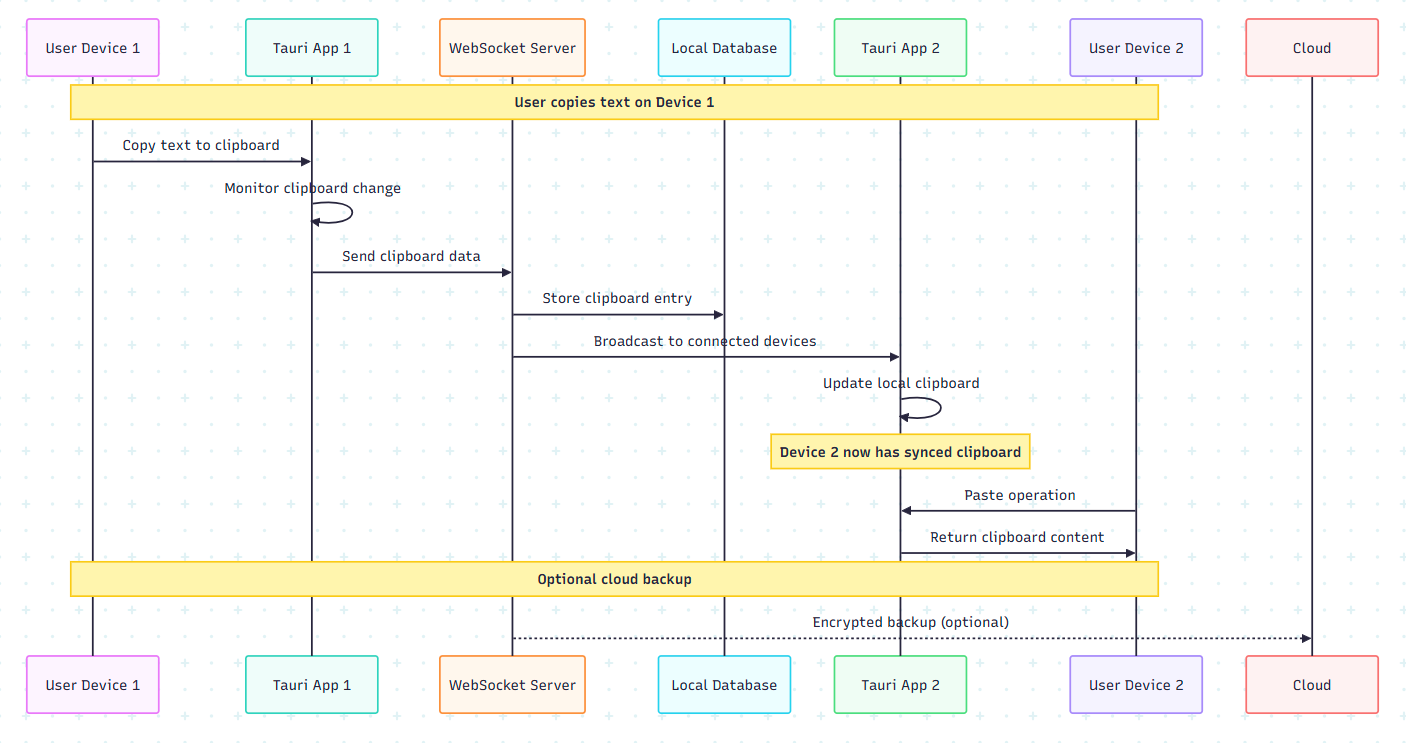 User Device 1
Tauri App 1
WebSocket Server
Local Database
Tauri App 2
User Device 2
Cloud
User copies text on Device 1
Copy text to clipboard
Monitor clipboard change
Send clipboard data
Store clipboard entry
Broadcast to connected devices
Update local clipboard
Device 2 now has synced clipboard
Paste operation
Return clipboard content
Optional cloud backup
Encrypted backup (optional)
User Device 1
Tauri App 1
WebSocket Server
Local Database
Tauri App 2
User Device 2
Cloud